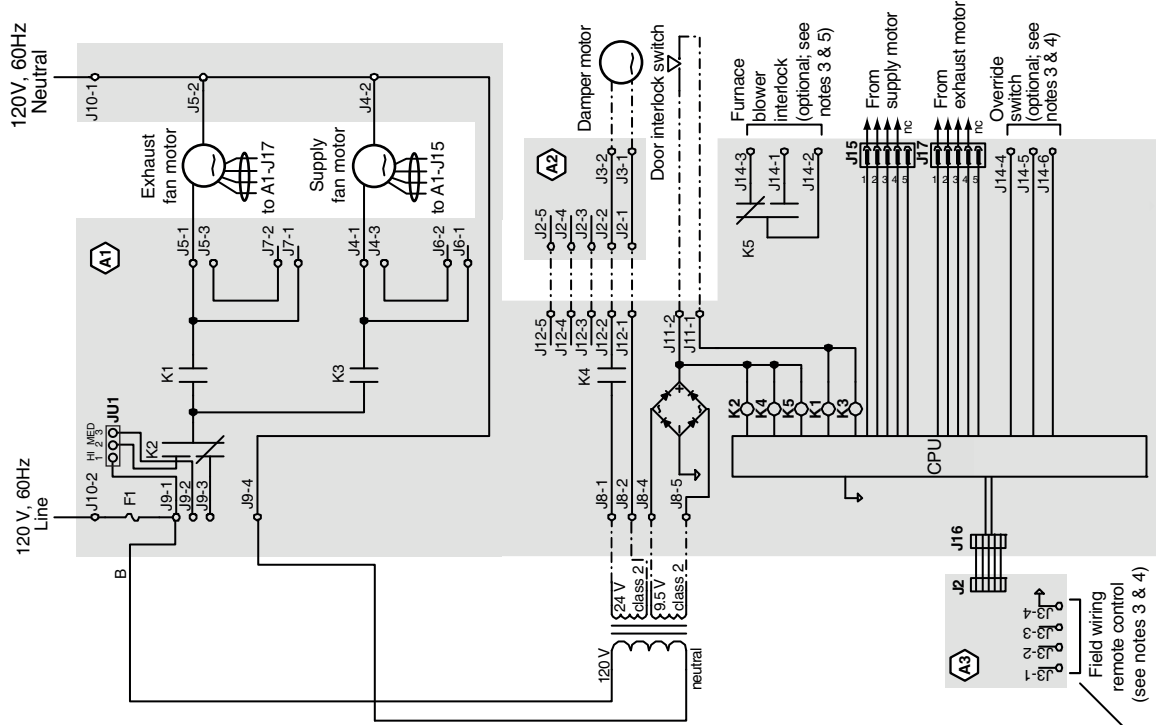 120V, 60Hz
Neutral
J10-1
J5-2
J4-2
Exhaust
fan motor
to A1-J17
Supply
fan motor
to A1-J15
A1
J5-1
J5-3
J7-2
J7-1
J4-1
J4-3
J6-2
J6-1
K1
K3
120 V, 60Hz
Line
J10-2
F1
JU1
HI
MED
1
2
3
K2
J9-1
J9-2
J9-3
J9-4
B
Damper motor
Door interlock switch
A2
J3-2
J3-1
J2-5
J2-4
J2-3
J2-2
J2-1
J12-5
J12-4
J12-3
J12-2
J12-1
K4
J11-2
J11-1
J8-1
J8-2
J8-4
J8-5
24 V
class 2
9.5 V
class 2
120 V
neutral
+
–
Furnace
blower
interlock
(optional; see
notes 3 & 5)
J14-3
J14-1
J14-2
K5
From
supply motor
nc
J15
1
2
3
4
5
From
exhaust motor
nc
J17
1
2
3
4
5
Override
switch
(optional; see
notes 3 & 4)
J14-4
J14-5
J14-6
K2
K4
K5
K1
K3
CPU
J16
J2
A3
J3-4
J3-3
J3-2
J3-1
Field wiring
remote control
(see notes 3 & 4)